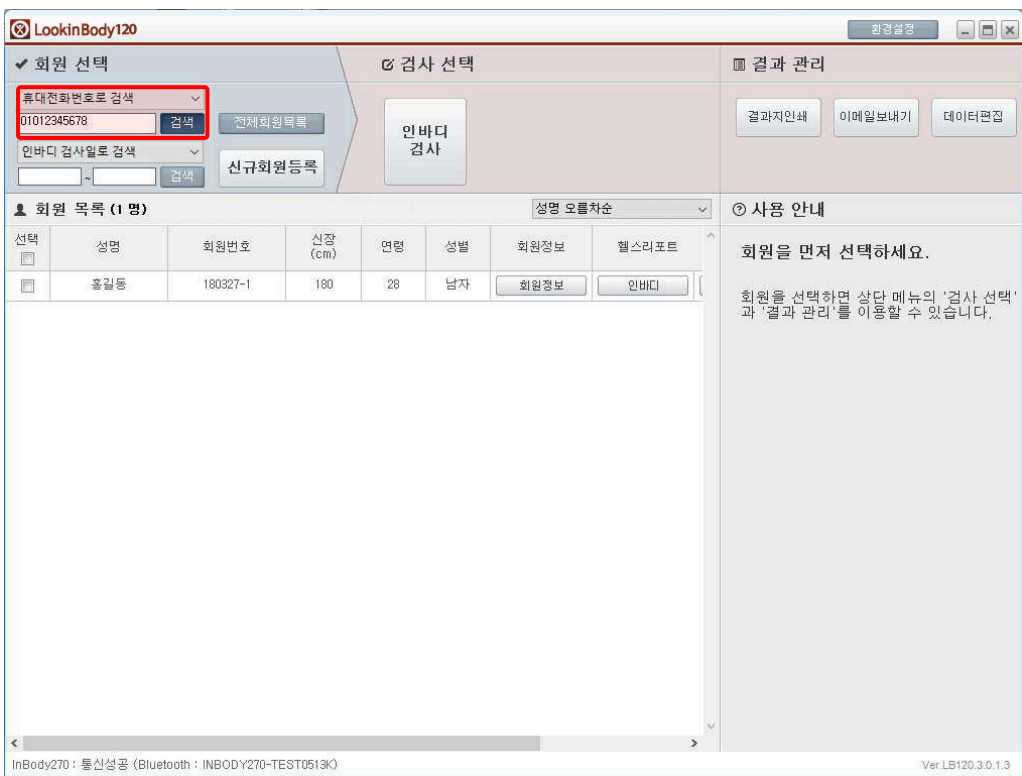 LookinBody120
환경설정
회원 선택
검사 선택
결과 관리
휴대전화번호로 검색
01012345678 검색 전체회원목록
인바디 검사일로 검색
~ 검색 신규회원등록
인바디
검사
결과지인쇄 이메일보내기 데이터편집
회원 목록 (1 명)
성명 오름차순
사용 안내
선택 성명 회원번호 신장 (cm) 연령 성별 회원정보 헬스리포트
홍길동 180327-1 180 28 남자 회원정보 인바디
회원을 먼저 선택하세요.
회원을 선택하면 상단 메뉴의 '검사 선택'
과 '결과 관리'를 이용할 수 있습니다.
InBody270 : 통신성공 (Bluetooth : INBODY270-TEST0513K)
Ver.LB120.3.0.1.3